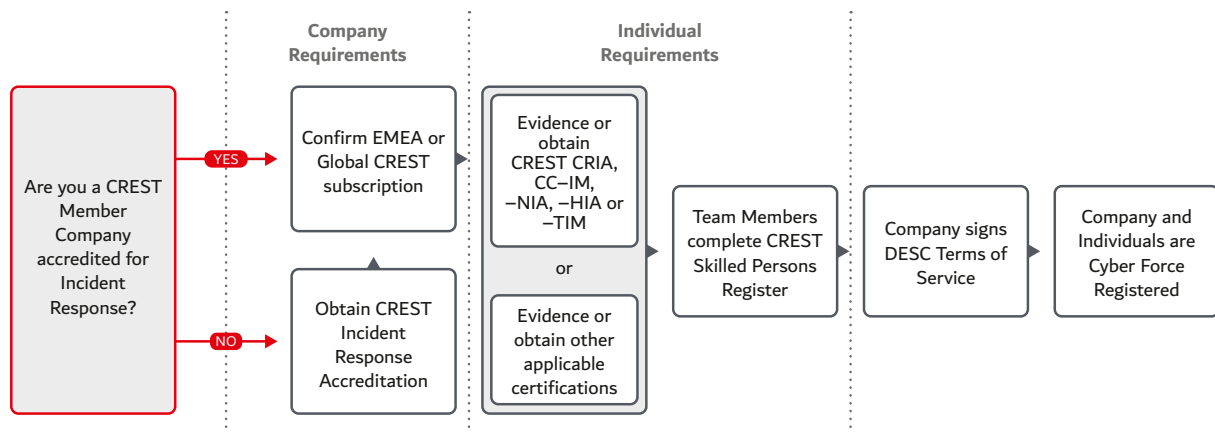 Company
Requirements
Individual
Requirements
Are you a CREST
Member
Company
accredited for
Incident
Response?
YES
NO
Confirm EMEA or
Global CREST
subscription
Obtain CREST
Incident
Response
Accreditation
Evidence or
obtain
CREST CRIA,
CC–IM,
–NIA, –HIA or
–TIM
or
Evidence or
obtain other
applicable
certifications
Team Members
complete CREST
Skilled Persons
Register
Company signs
DESC Terms of
Service
Company and
Individuals are
Cyber Force
Registered